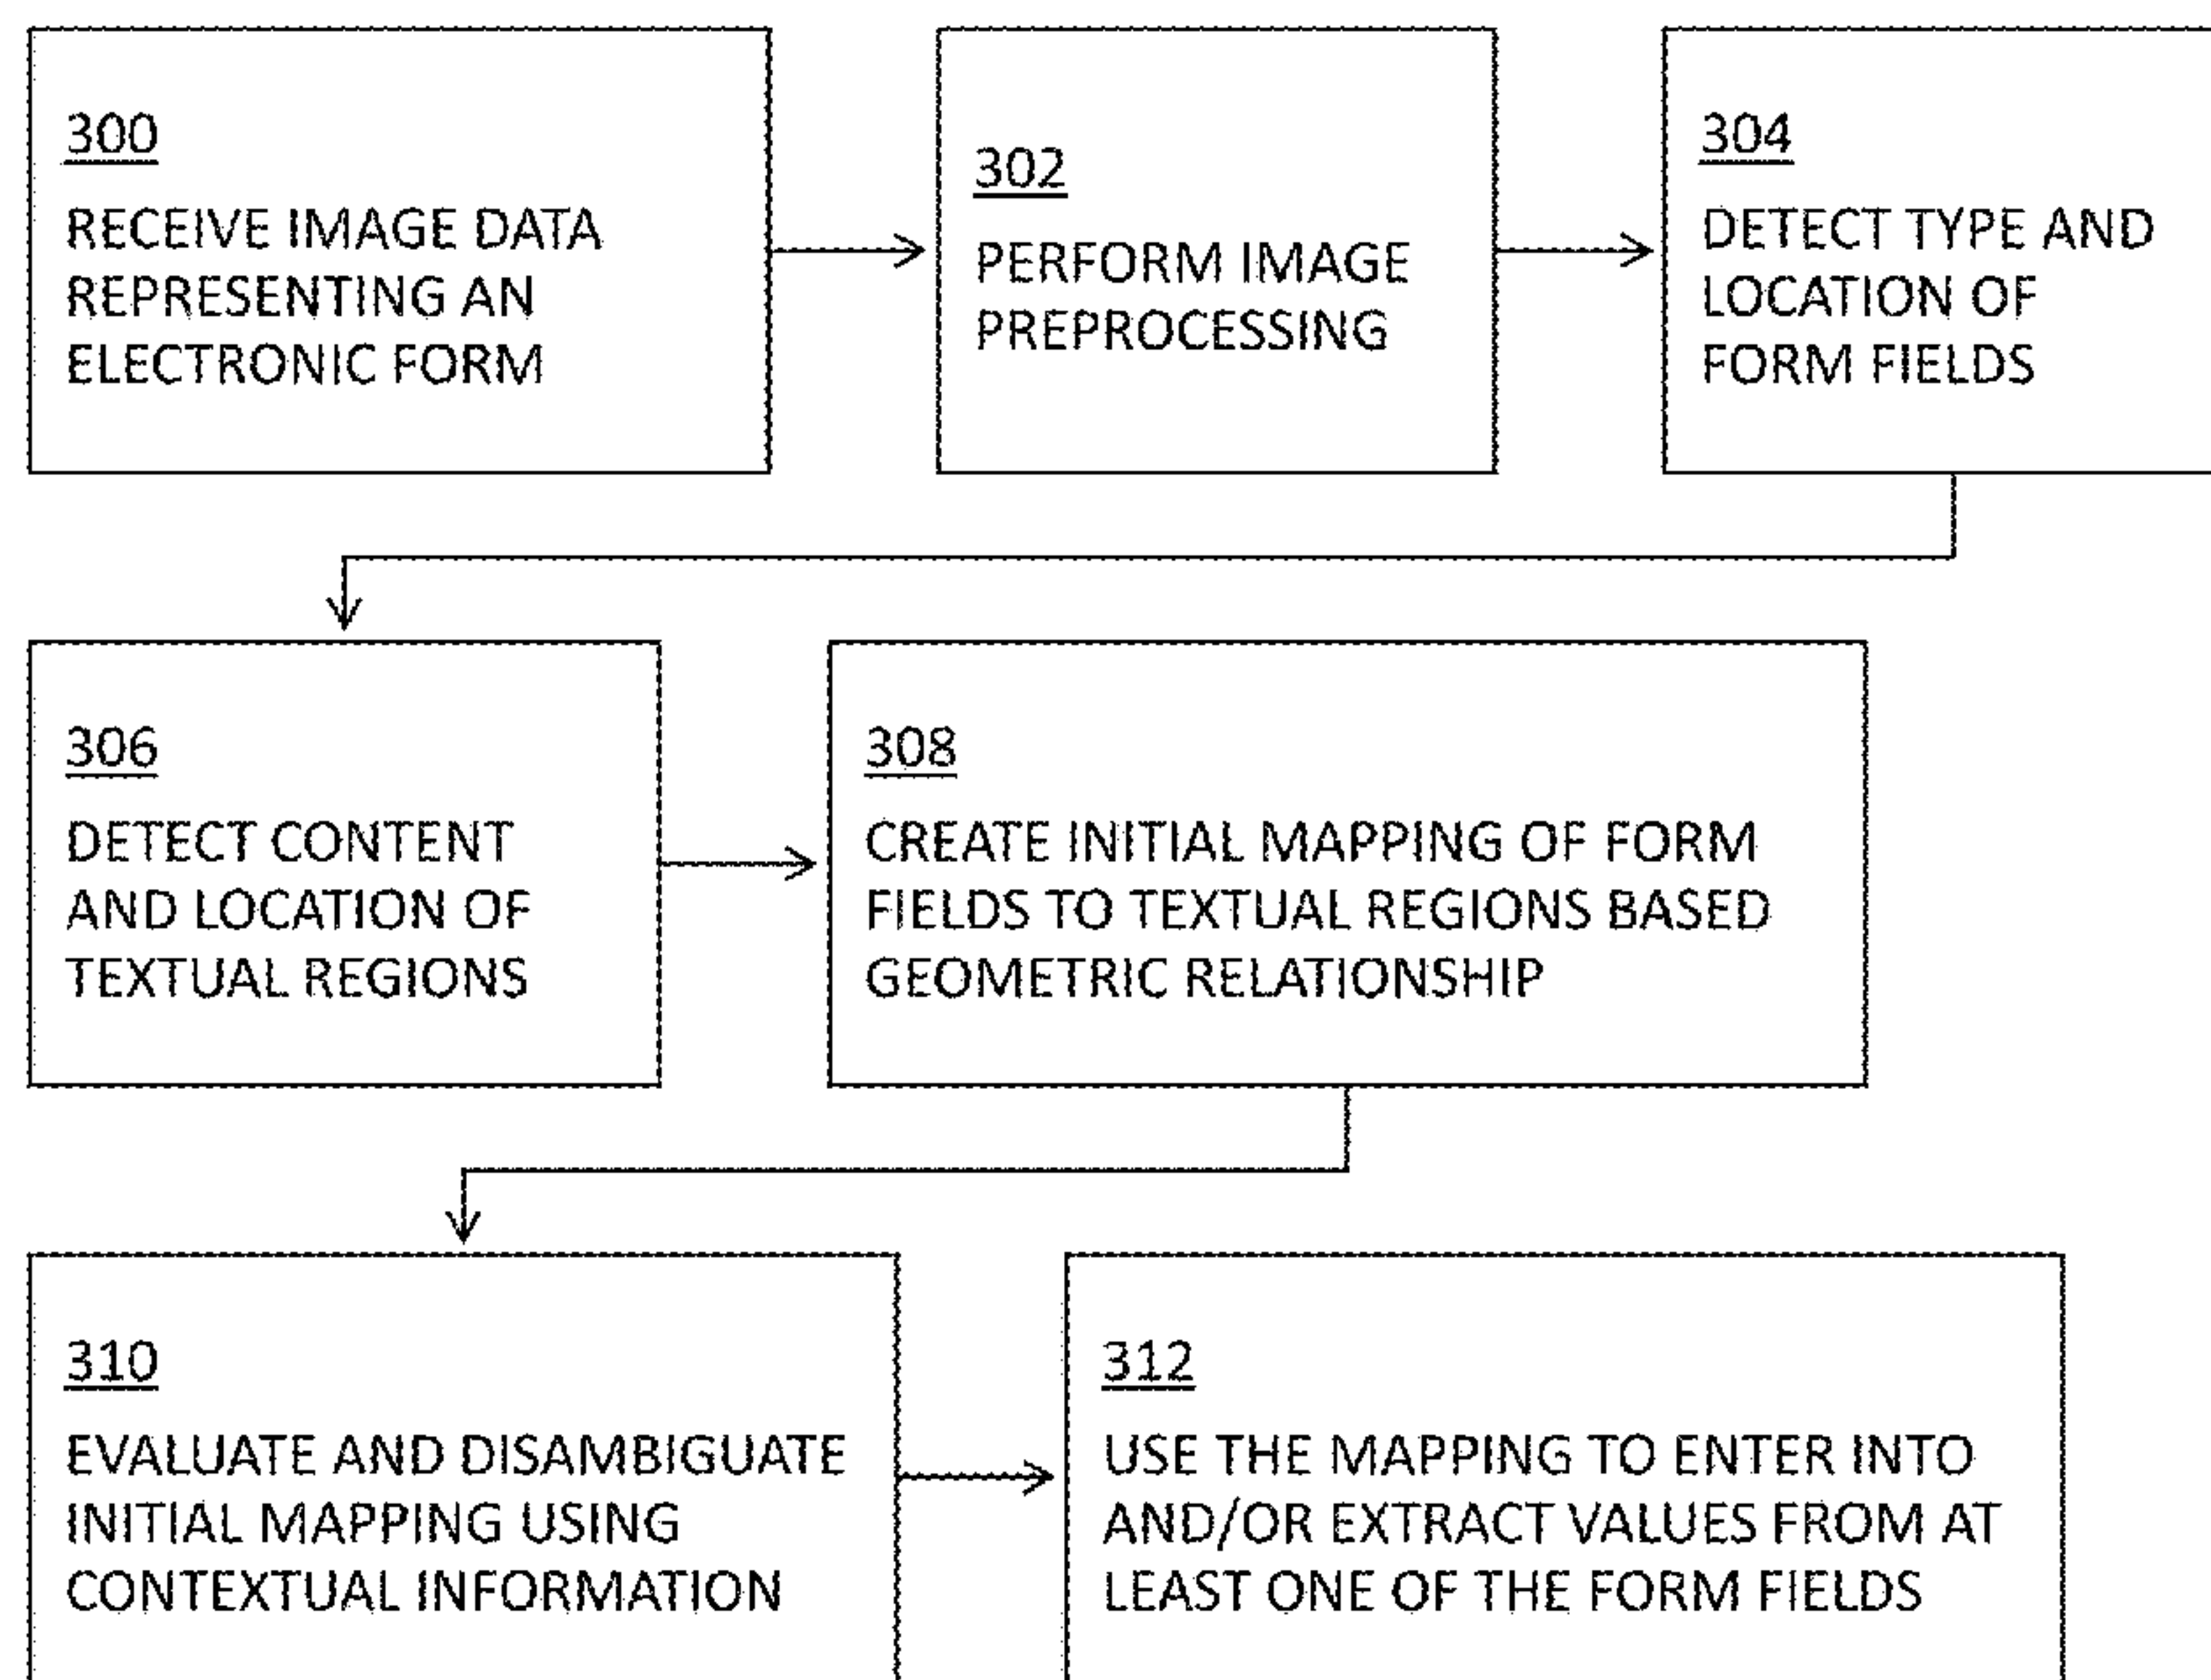 300
RECEIVE IMAGE DATA
REPRESENTING AN
ELECTRONIC FORM
302
PERFORM IMAGE
PREPROCESSING
304
DETECT TYPE AND
LOCATION OF
FORM FIELDS
306
DETECT CONTENT
AND LOCATION OF
TEXTUAL REGIONS
308
CREATE INITIAL MAPPING OF FORM
FIELDS TO TEXTUAL REGIONS BASED
GEOMETRIC RELATIONSHIP
310
EVALUATE AND DISAMBIGUATE
INITIAL MAPPING USING
CONTEXTUAL INFORMATION
312
USE THE MAPPING TO ENTER INTO
AND/OR EXTRACT VALUES FROM AT
LEAST ONE OF THE FORM FIELDS